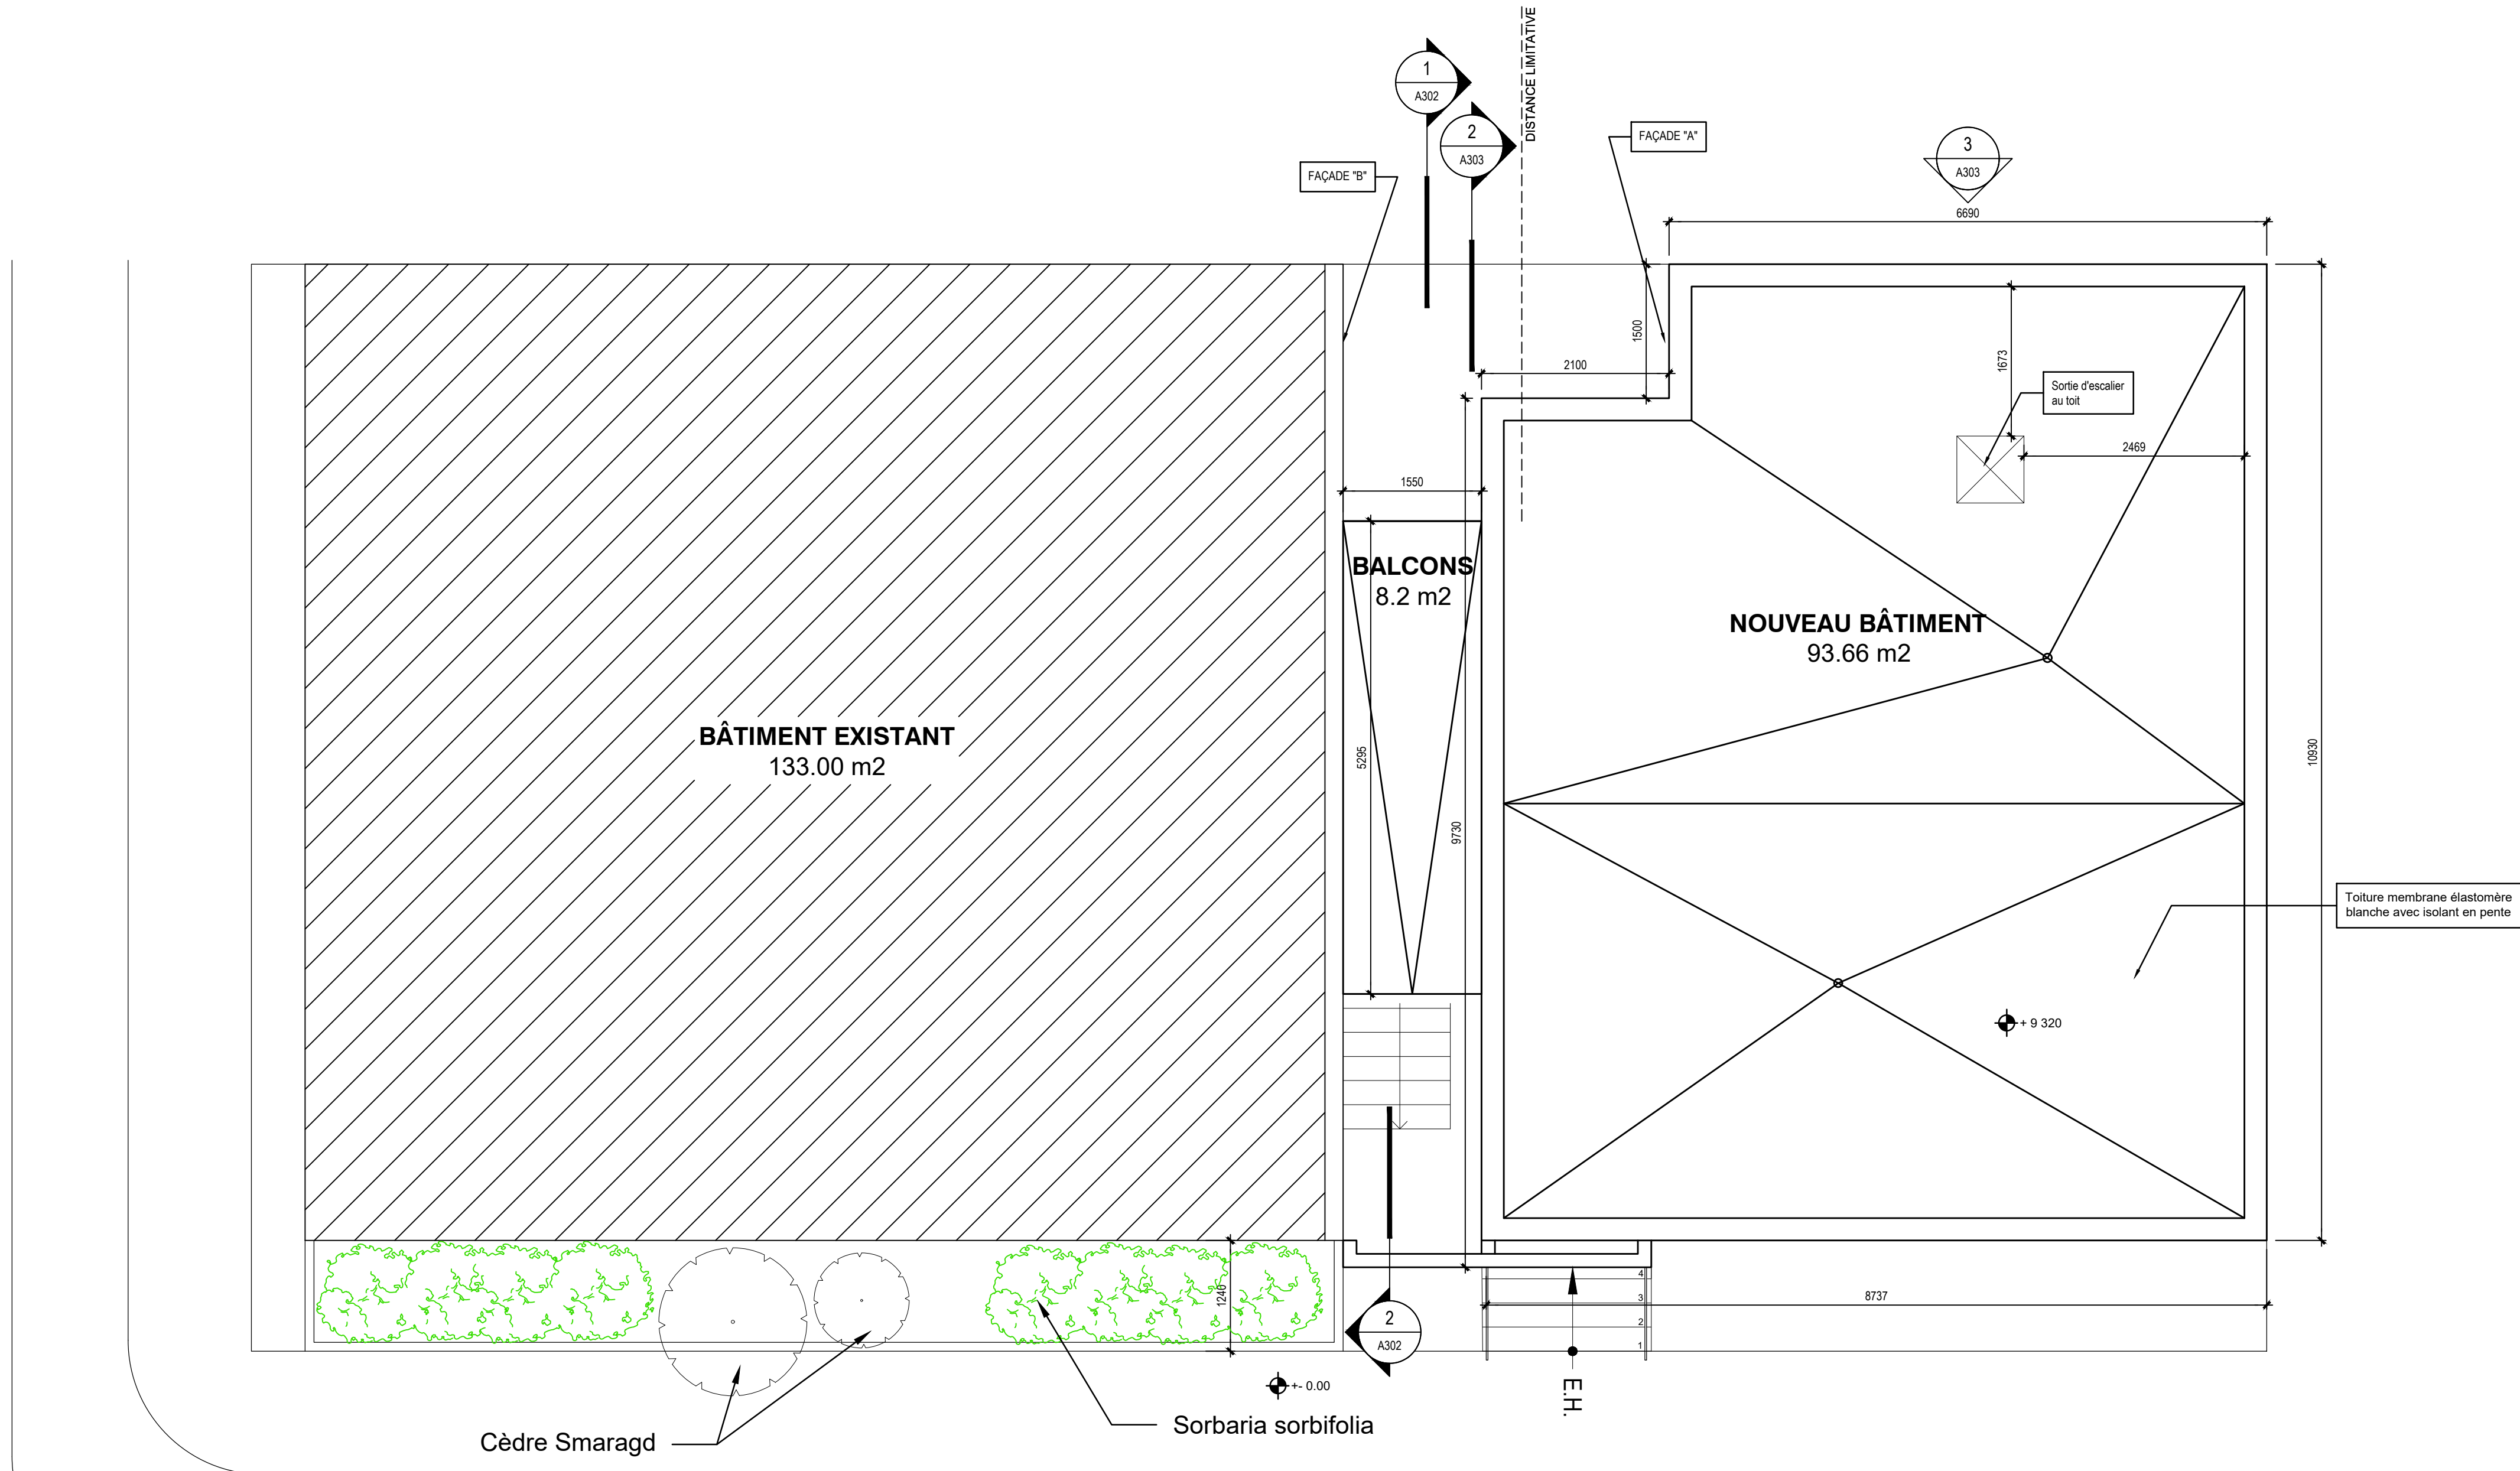 DISTANCE LIMITATIVE
1
A302
2
A303
FAÇADE "A"
3
A303
FAÇADE "B"
6690
1500
2100
1673
Sortie d'escalier
au toit
2469
1550
BALCONS
8.2 m2
NOUVEAU BÂTIMENT
93.66 m2
BÂTIMENT EXISTANT
133.00 m2
5295
9730
10930
Toiture membrane élastomère
blanche avec isolant en pente
+ 9 320
1240
4
3
2
1
8737
2
A302
+- 0.00
E.H.
Sorbaria sorbifolia
Cèdre Smaragd